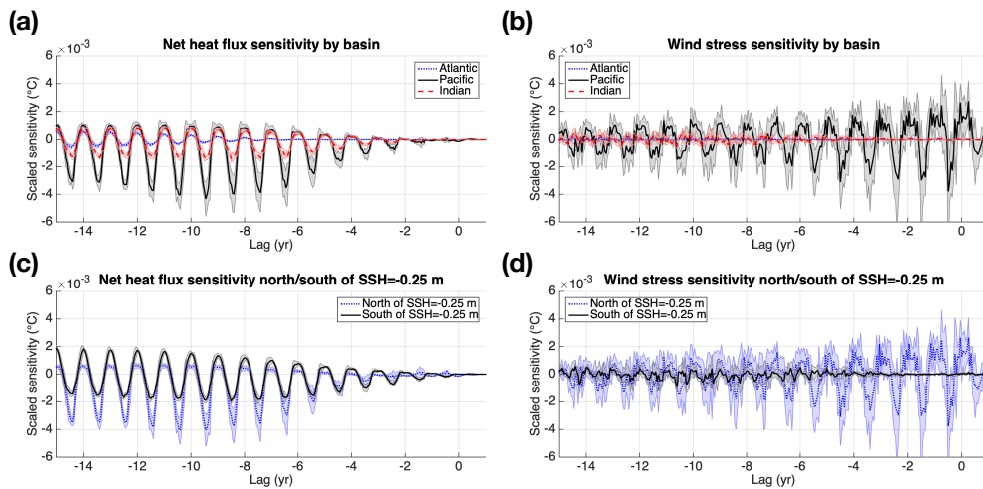 (a)
Net heat flux sensitivity by basin
×10⁻³
6
4
2
0
-2
-4
-6
Scaled sensitivity (°C)
Atlantic
Pacific
Indian
-14 -12 -10 -8 -6 -4 -2 0
Lag (yr)
(b)
Wind stress sensitivity by basin
×10⁻³
6
4
2
0
-2
-4
-6
Scaled sensitivity (°C)
Atlantic
Pacific
Indian
-14 -12 -10 -8 -6 -4 -2 0
Lag (yr)
(c)
Net heat flux sensitivity north/south of SSH=-0.25 m
×10⁻³
6
4
2
0
-2
-4
-6
Scaled sensitivity (°C)
North of SSH=-0.25 m
South of SSH=-0.25 m
-14 -12 -10 -8 -6 -4 -2 0
Lag (yr)
(d)
Wind stress sensitivity north/south of SSH=-0.25 m
×10⁻³
6
4
2
0
-2
-4
-6
Scaled sensitivity (°C)
North of SSH=-0.25 m
South of SSH=-0.25 m
-14 -12 -10 -8 -6 -4 -2 0
Lag (yr)